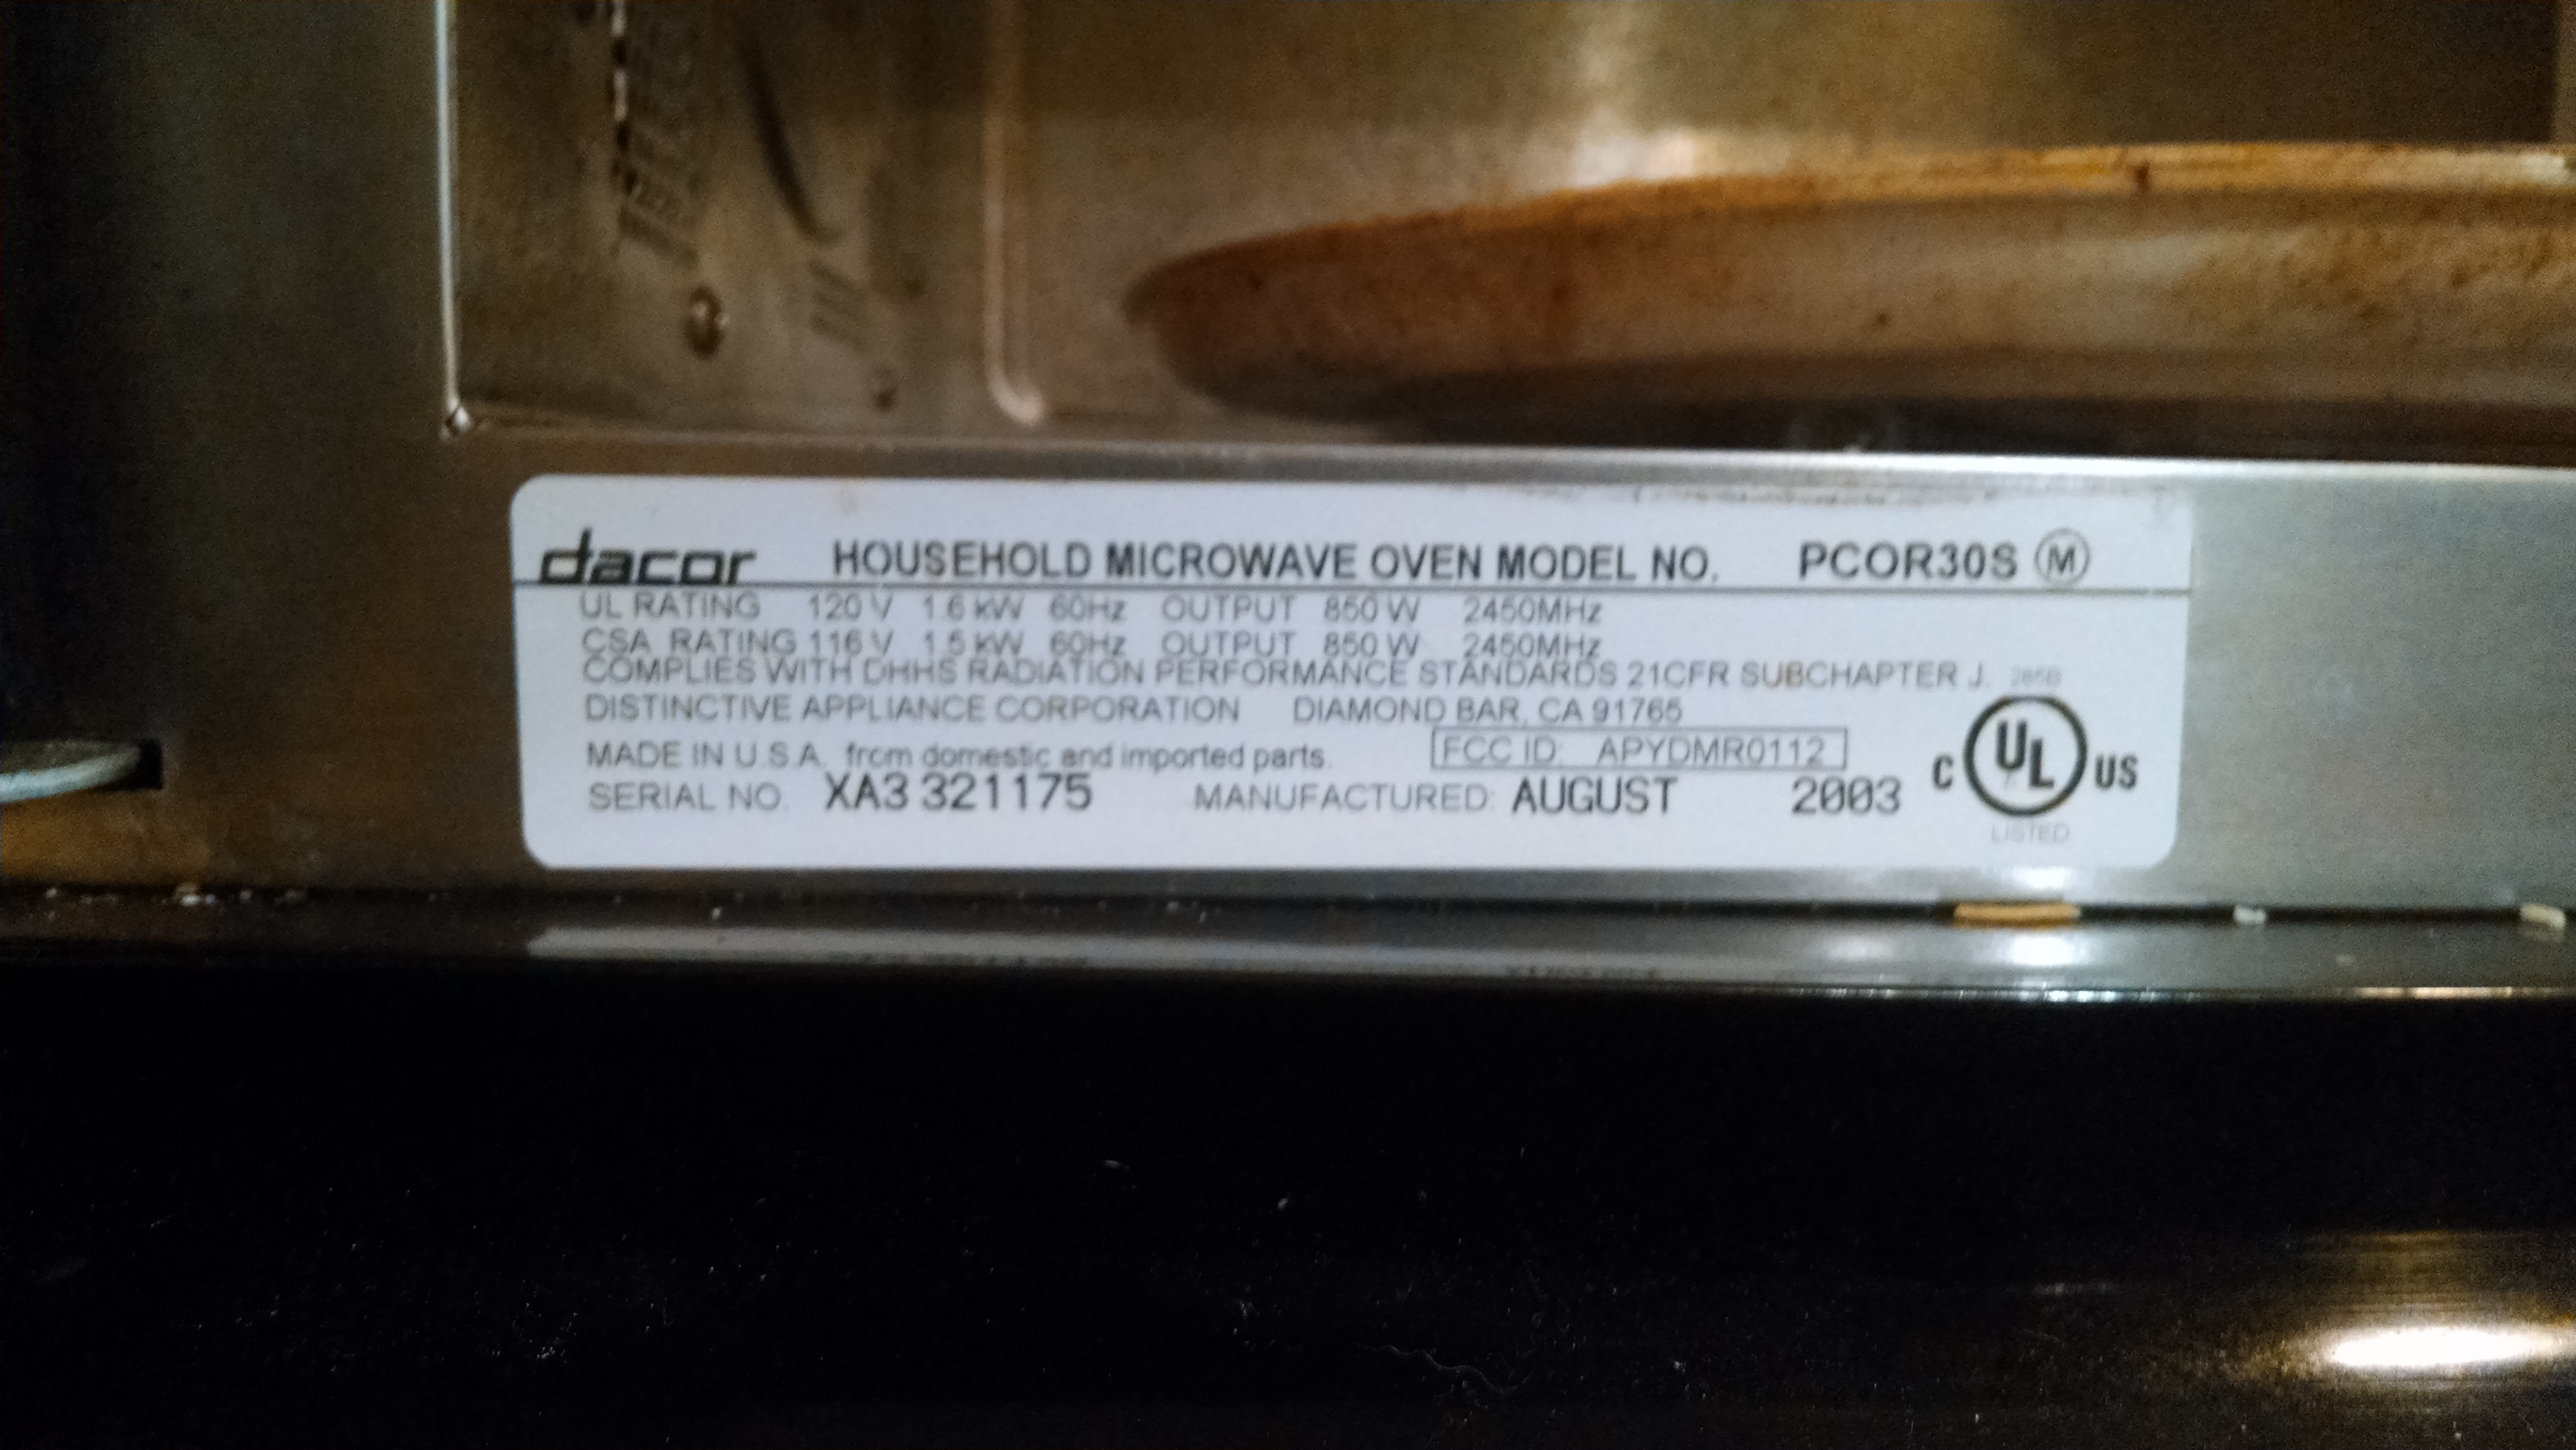 dacor HOUSEHOLD MICROWAVE OVEN MODEL NO. PCOR30S M
UL RATING 120 V 1.6 kW 60Hz OUTPUT 850 W 2450MHz
CSA RATING 116 V 1.5 kW 60Hz OUTPUT 850 W 2450MHz
COMPLIES WITH DHHS RADIATION PERFORMANCE STANDARDS 21CFR SUBCHAPTER J.
DISTINCTIVE APPLIANCE CORPORATION DIAMOND BAR, CA 91765
MADE IN U.S.A. from domestic and imported parts. FCC ID: APYDMR0112
SERIAL NO. XA3 321175 MANUFACTURED: AUGUST 2003
C UL US
LISTED